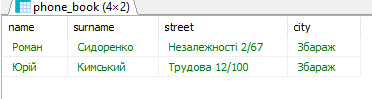 phone_book (4×2)
name surname street city
Роман Сидоренко Незалежності 2/67 Збараж
Юрій Кимський Трудова 12/100 Збараж